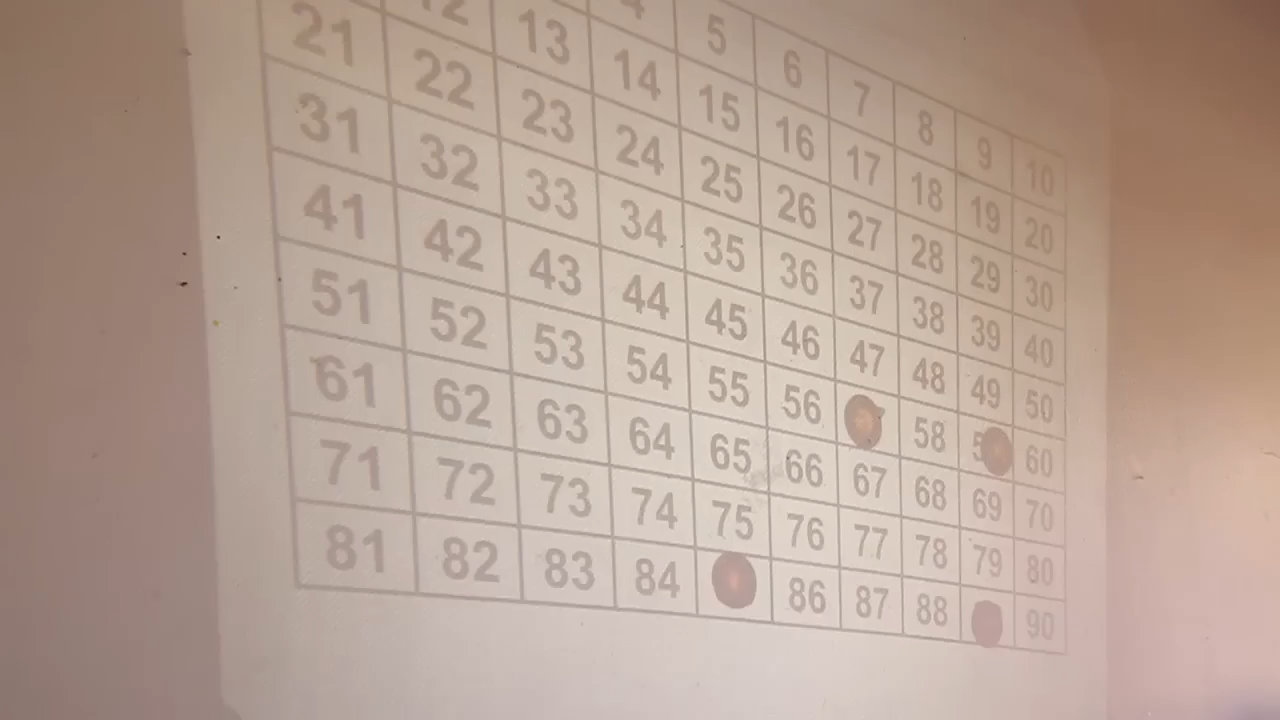 4 5 6 7 8 9 10
12 13 14 15 16 17 18 19 20
21 22 23 24 25 26 27 28 29 30
31 32 33 34 35 36 37 38 39 40
41 42 43 44 45 46 47 48 49 50
51 52 53 54 55 56 58 5 60
61 62 63 64 65 66 67 68 69 70
71 72 73 74 75 76 77 78 79 80
81 82 83 84 86 87 88 90